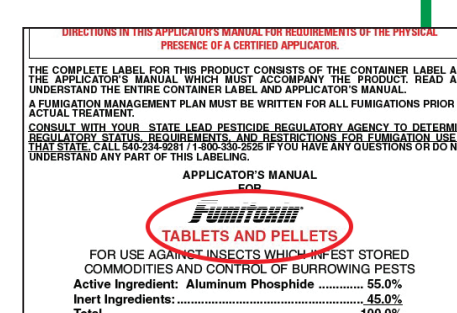 DIRECTIONS IN THIS APPLICATOR'S MANUAL FOR REQUIREMENTS OF THE PHYSICAL
PRESENCE OF A CERTIFIED APPLICATOR.
THE COMPLETE LABEL FOR THIS PRODUCT CONSISTS OF THE CONTAINER LABEL A
THE APPLICATOR'S MANUAL WHICH MUST ACCOMPANY THE PRODUCT. READ A
UNDERSTAND THE ENTIRE CONTAINER LABEL AND APPLICATOR'S MANUAL.
A FUMIGATION MANAGEMENT PLAN MUST BE WRITTEN FOR ALL FUMIGATIONS PRIOR
ACTUAL TREATMENT.
CONSULT WITH YOUR STATE LEAD PESTICIDE REGULATORY AGENCY TO DETERMI
REGULATORY STATUS, REQUIREMENTS, AND RESTRICTIONS FOR FUMIGATION USE
THAT STATE. CALL 540-234-9281 / 1-800-330-2525 IF YOU HAVE ANY QUESTIONS OR DO N
UNDERSTAND ANY PART OF THIS LABELING.
APPLICATOR'S MANUAL
FOR
Fumitoxin
TABLETS AND PELLETS
FOR USE AGAINST INSECTS WHICH INFEST STORED
COMMODITIES AND CONTROL OF BURROWING PESTS
Active Ingredient: Aluminum Phosphide ............. 55.0%
Inert Ingredients: ...................................................... 45.0%
Total 100.0%